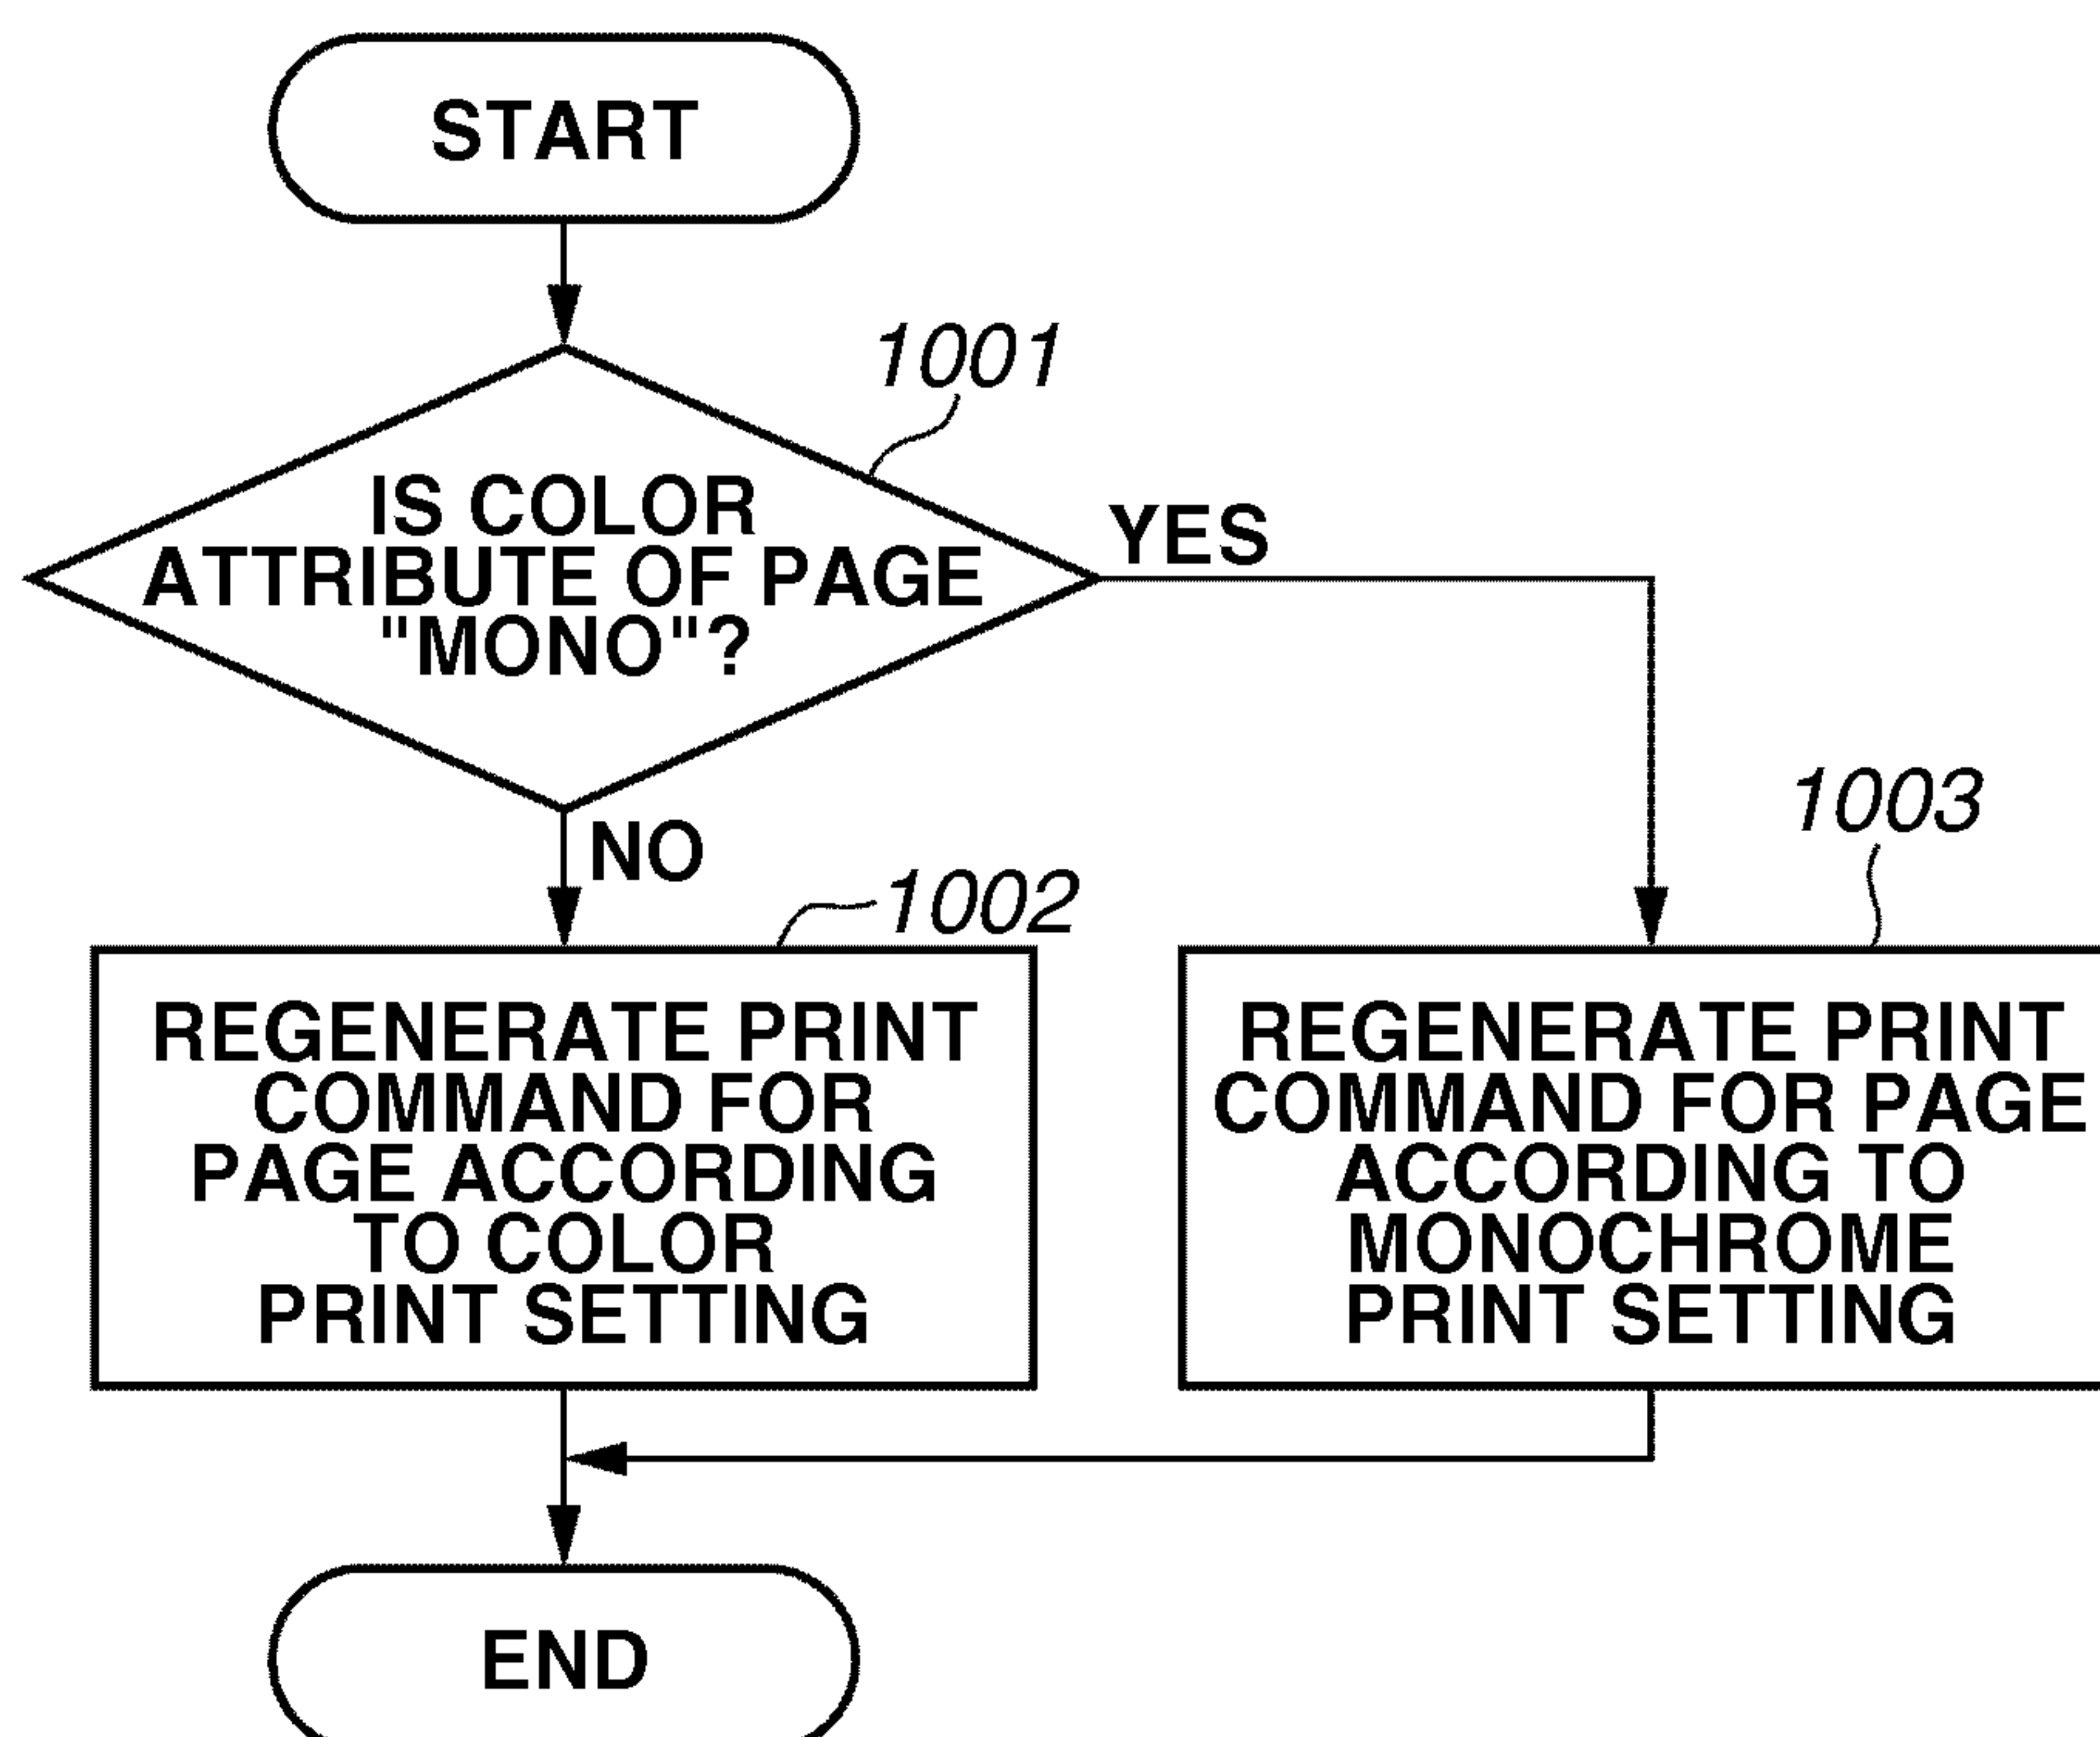 START
1001
IS COLOR
ATTRIBUTE OF PAGE
"MONO"?
YES
NO
1002
1003
REGENERATE PRINT
COMMAND FOR
PAGE ACCORDING
TO COLOR
PRINT SETTING
REGENERATE PRINT
COMMAND FOR PAGE
ACCORDING TO
MONOCHROME
PRINT SETTING
END